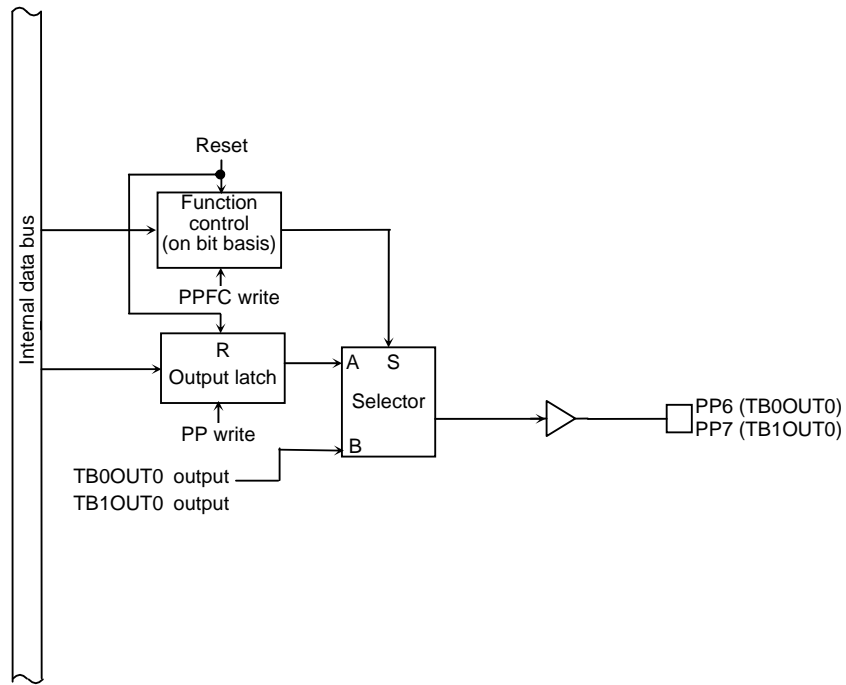 Reset
Function
control
(on bit basis)
Internal data bus
PPFC write
R
Output latch
A S
Selector
B
PP write
PP6 (TB0OUT0)
PP7 (TB1OUT0)
TB0OUT0 output
TB1OUT0 output